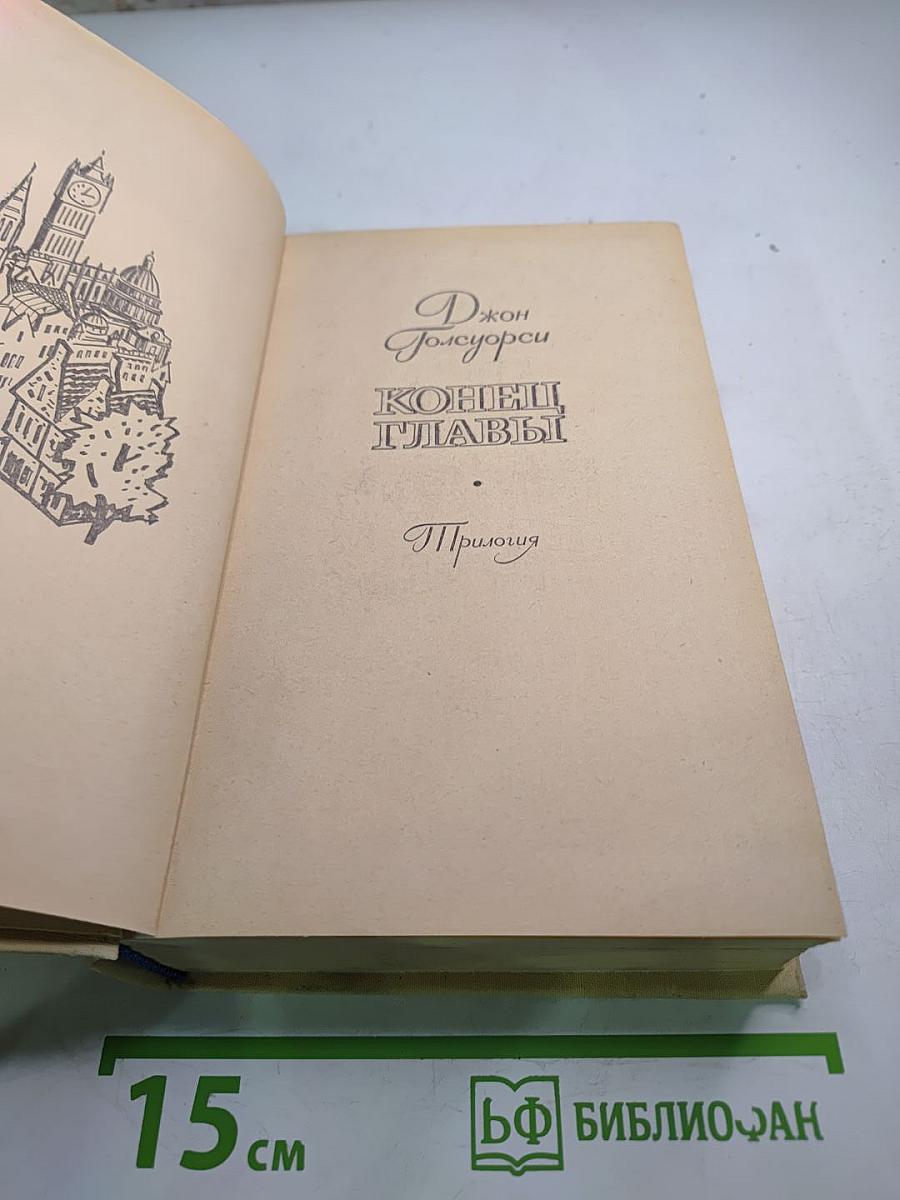 Джон
Голсуорси
КОНЕЦ
ГЛАВЫ
Трилогия
15 см
БФ БИБЛИОФАН